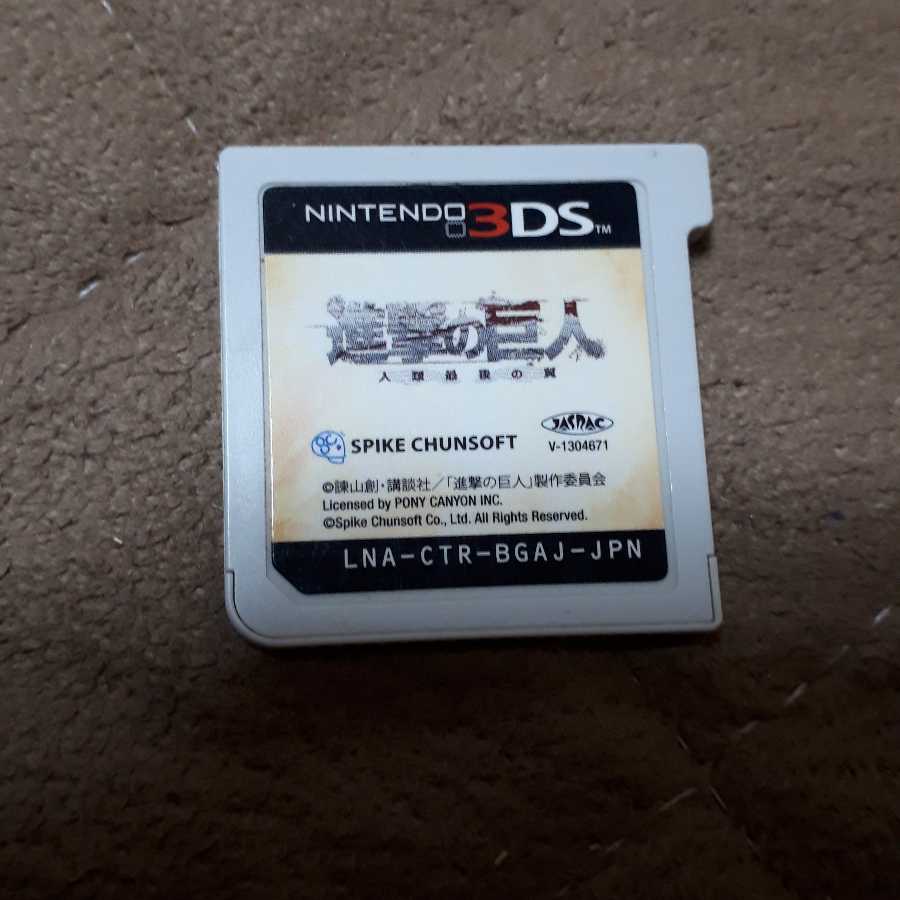 NINTENDO 3DS™
進撃の巨人
人類最後の翼
SPIKE CHUNSOFT
JASRAC
V-1304671
©諫山創・講談社/「進撃の巨人」製作委員会
Licensed by PONY CANYON INC.
©Spike Chunsoft Co., Ltd. All Rights Reserved.
LNA-CTR-BGAJ-JPN